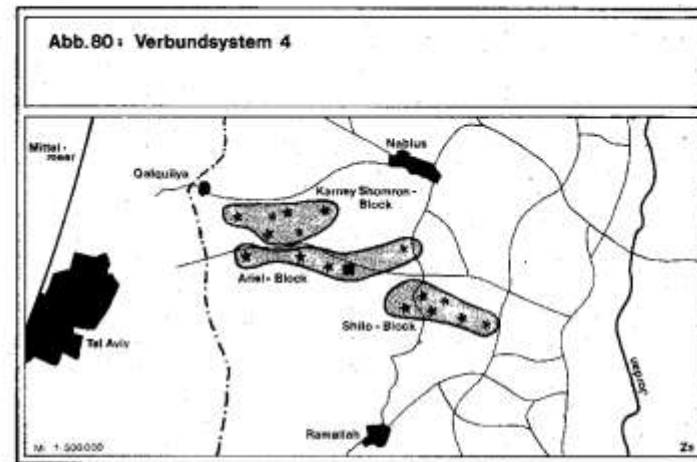 Abb. 80: Verbundsystem 4
Mittel-
meer
Nablus
Qalquiliya
Karney Shomron-
Block
Ariel-Block
Shilo-Block
Tel Aviv
Jordan
Ramallah
M: 1:500000
Zs